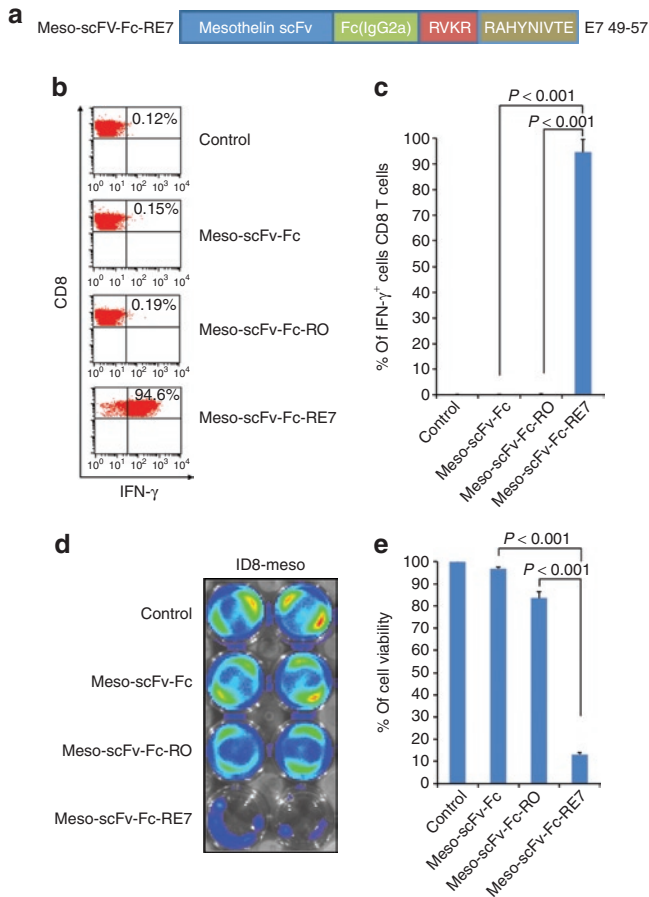 a
Meso-scFV-Fc-RE7 Mesothelin scFv Fc(IgG2a) RVKR RAHYNIVTE E7 49-57
b
0.12%
Control
10⁰ 10¹ 10² 10³ 10⁴
0.15%
Meso-scFv-Fc
10⁰ 10¹ 10² 10³ 10⁴
0.19%
Meso-scFv-Fc-RO
10⁰ 10¹ 10² 10³ 10⁴
94.6%
Meso-scFv-Fc-RE7
10⁰ 10¹ 10² 10³ 10⁴
CD8
IFN-γ
c
P < 0.001
P < 0.001
% Of IFN-γ⁺ cells CD8 T cells
100
90
80
70
60
50
40
30
20
10
0
Control
Meso-scFv-Fc
Meso-scFv-Fc-RO
Meso-scFv-Fc-RE7
d
ID8-meso
Control
Meso-scFv-Fc
Meso-scFv-Fc-RO
Meso-scFv-Fc-RE7
e
P < 0.001
P < 0.001
% Of cell viability
100
90
80
70
60
50
40
30
20
10
0
Control
Meso-scFv-Fc
Meso-scFv-Fc-RO
Meso-scFv-Fc-RE7